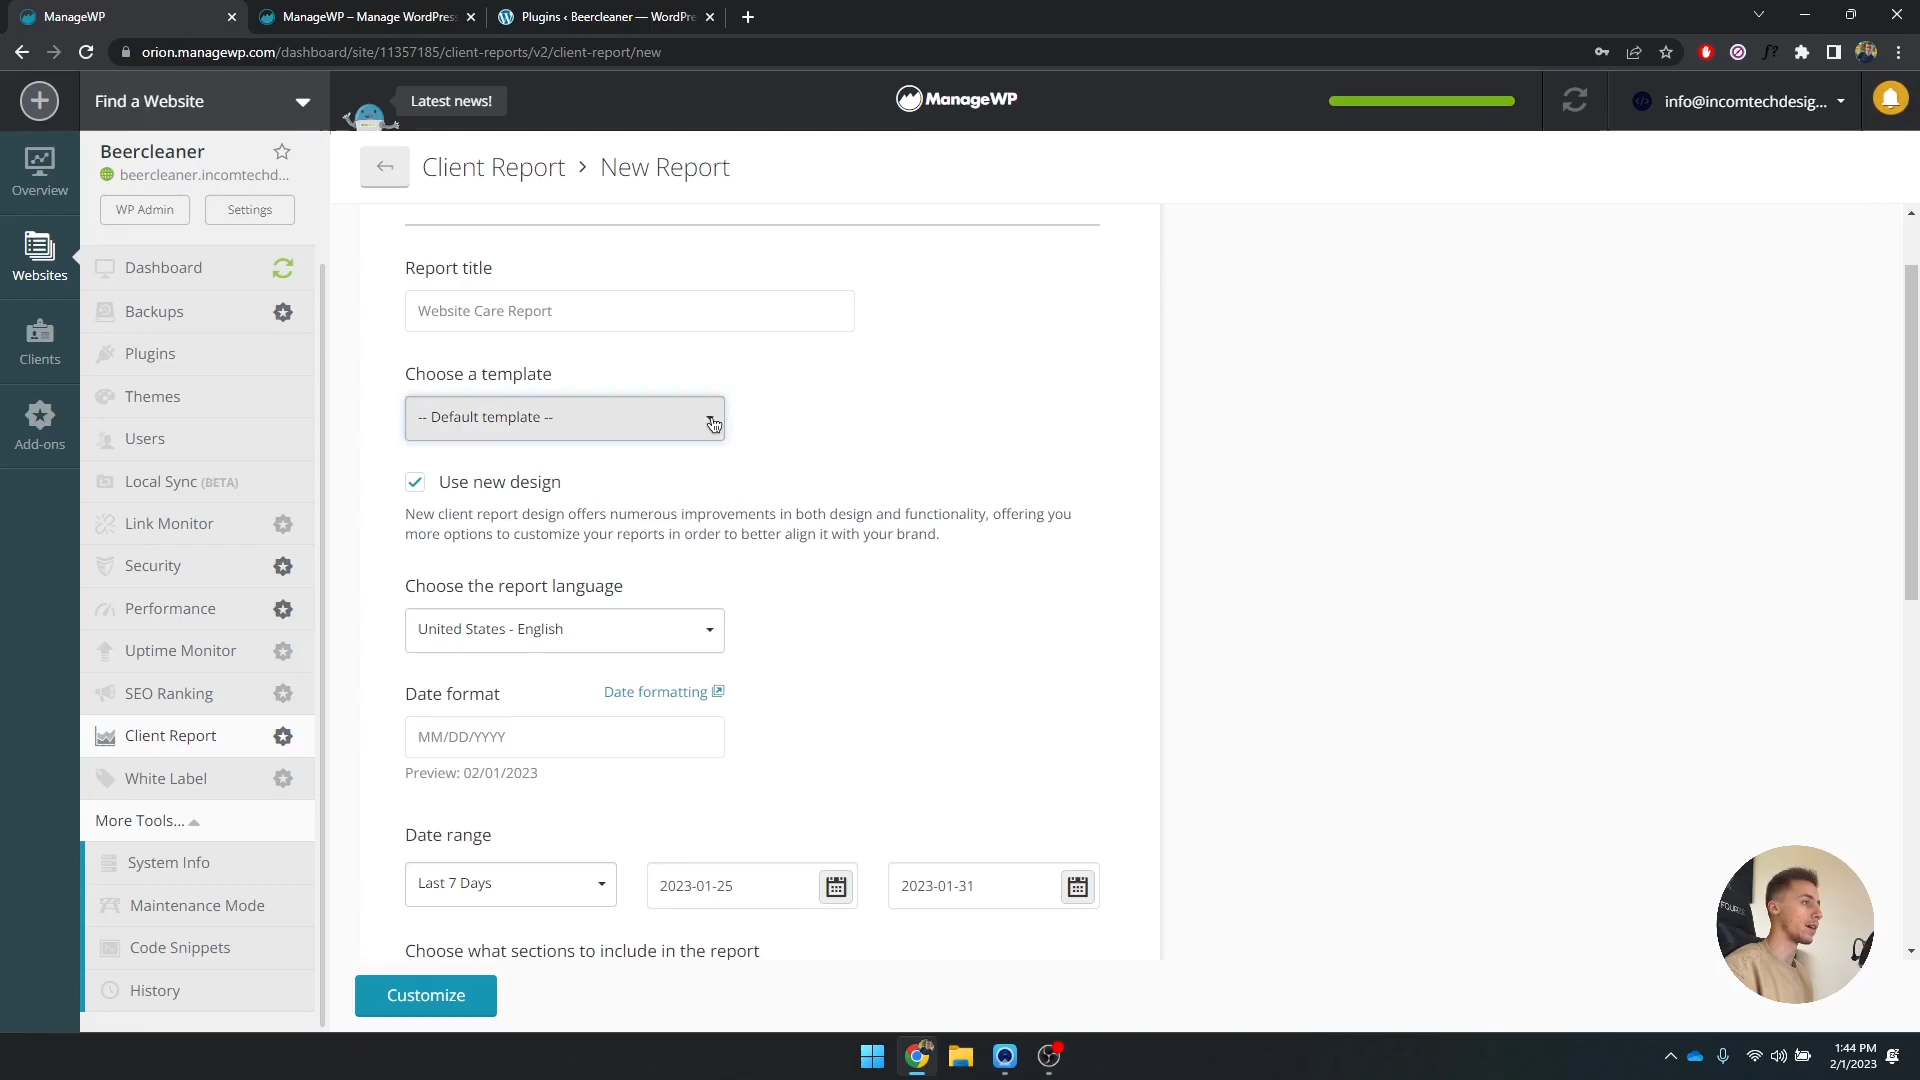 ManageWP
ManageWP – Manage WordPress
Plugins ‹ Beercleaner — WordPre
orion.managewp.com/dashboard/site/11357185/client-reports/v2/client-report/new
f?
Find a Website
Latest news!
ManageWP
info@incomtechdesig...
Overview
Websites
Clients
Add-ons
Beercleaner
beercleaner.incomtechd...
WP Admin
Settings
Dashboard
Backups
Plugins
Themes
Users
Local Sync (BETA)
Link Monitor
Security
Performance
Uptime Monitor
SEO Ranking
Client Report
White Label
More Tools...
System Info
Maintenance Mode
Code Snippets
History
Client Report > New Report
Report title
Website Care Report
Choose a template
-- Default template --
Use new design
New client report design offers numerous improvements in both design and functionality, offering you
more options to customize your reports in order to better align it with your brand.
Choose the report language
United States - English
Date format
Date formatting
MM/DD/YYYY
Preview: 02/01/2023
Date range
Last 7 Days
2023-01-25
2023-01-31
Choose what sections to include in the report
Customize
1:44 PM
2/1/2023